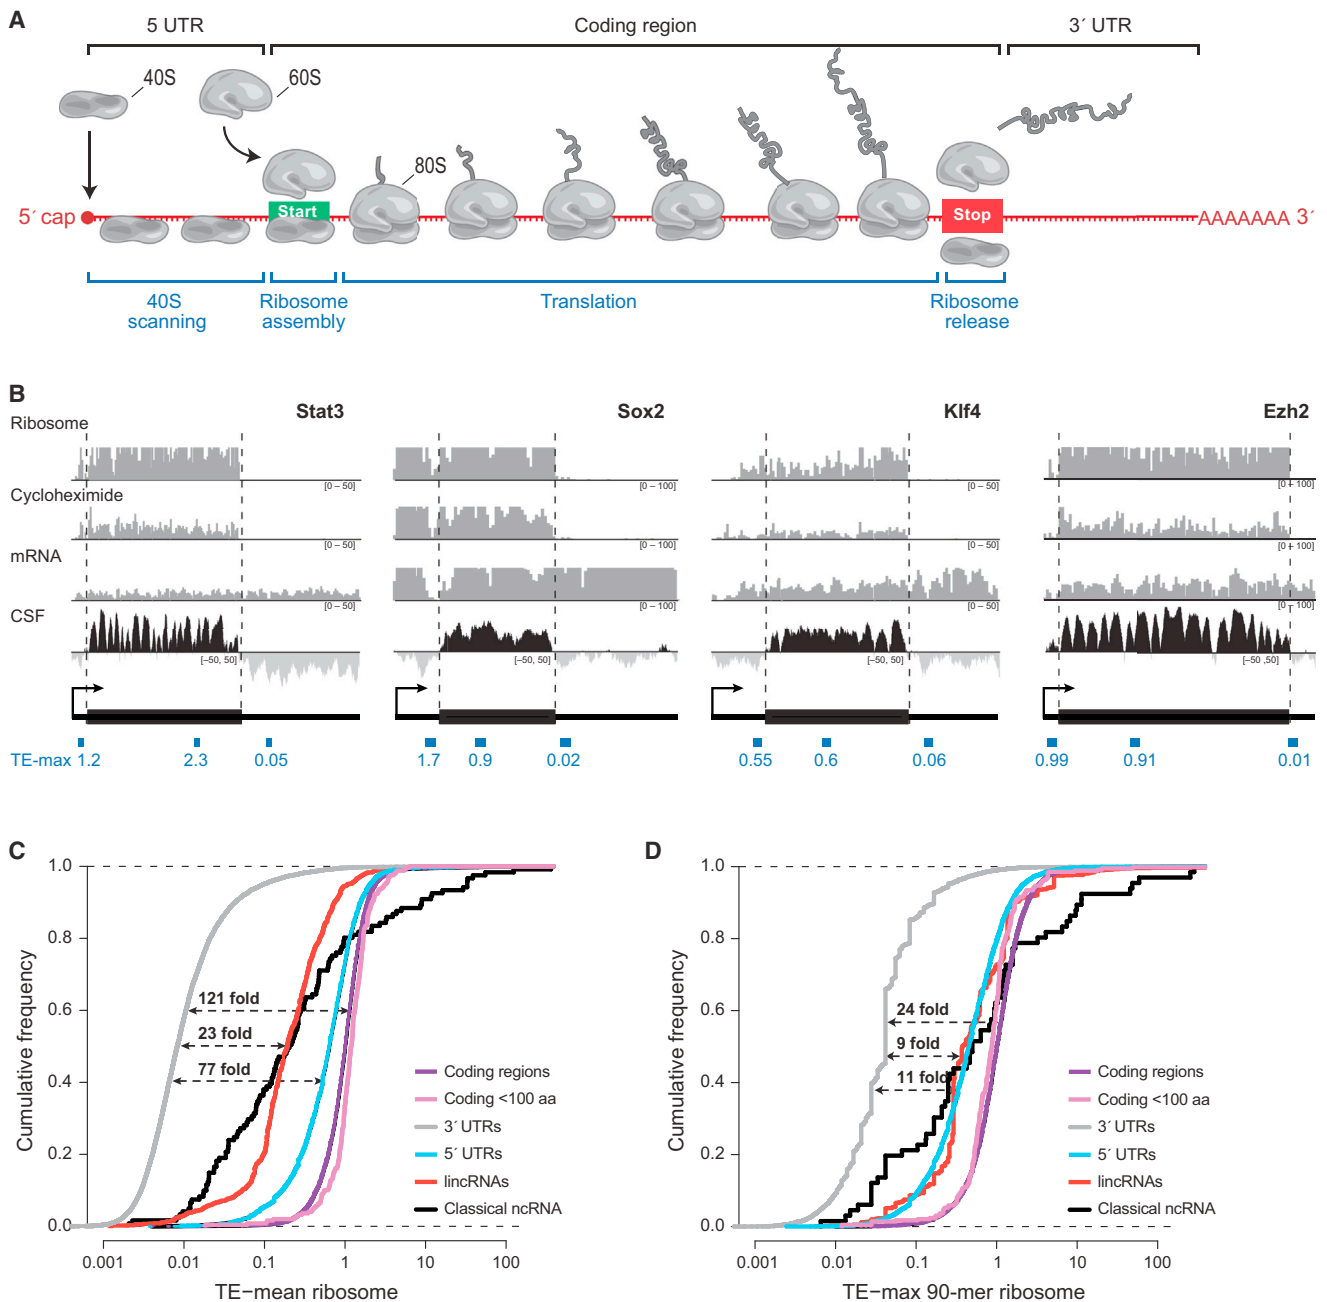 A
5 UTR
Coding region
3´ UTR
40S
60S
80S
5´ cap
Start
Stop
AAAAAAA 3´
40S
scanning
Ribosome
assembly
Translation
Ribosome
release
B
Stat3
Sox2
Klf4
Ezh2
Ribosome
[0 – 50]
[0 – 100]
[0 – 50]
[0 – 100]
Cycloheximide
[0 – 50]
[0 – 100]
[0 – 50]
[0 – 100]
mRNA
[0 – 50]
[0 – 100]
[0 – 50]
[0 – 100]
CSF
[–50, 50]
[–50, 50]
[–50, 50]
[–50 ,50]
TE-max 1.2 2.3 0.05 1.7 0.9 0.02 0.55 0.6 0.06 0.99 0.91 0.01
C
Cumulative frequency
1.0
0.8
0.6
0.4
0.2
0.0
121 fold
23 fold
77 fold
Coding regions
Coding <100 aa
3´ UTRs
5´ UTRs
lincRNAs
Classical ncRNA
0.001 0.01 0.1 1 10 100
TE–mean ribosome
D
Cumulative frequency
1.0
0.8
0.6
0.4
0.2
0.0
24 fold
9 fold
11 fold
Coding regions
Coding <100 aa
3´ UTRs
5´ UTRs
lincRNAs
Classical ncRNA
0.001 0.01 0.1 1 10 100
TE–max 90-mer ribosome